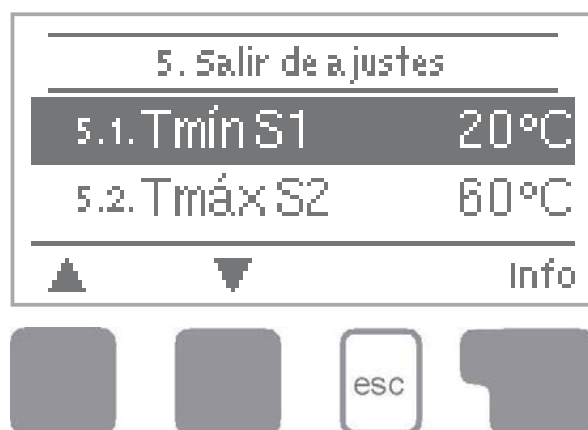 5. Salir de ajustes
5.1. Tmín S1 20°C
5.2. Tmáx S2 60°C
Info
esc